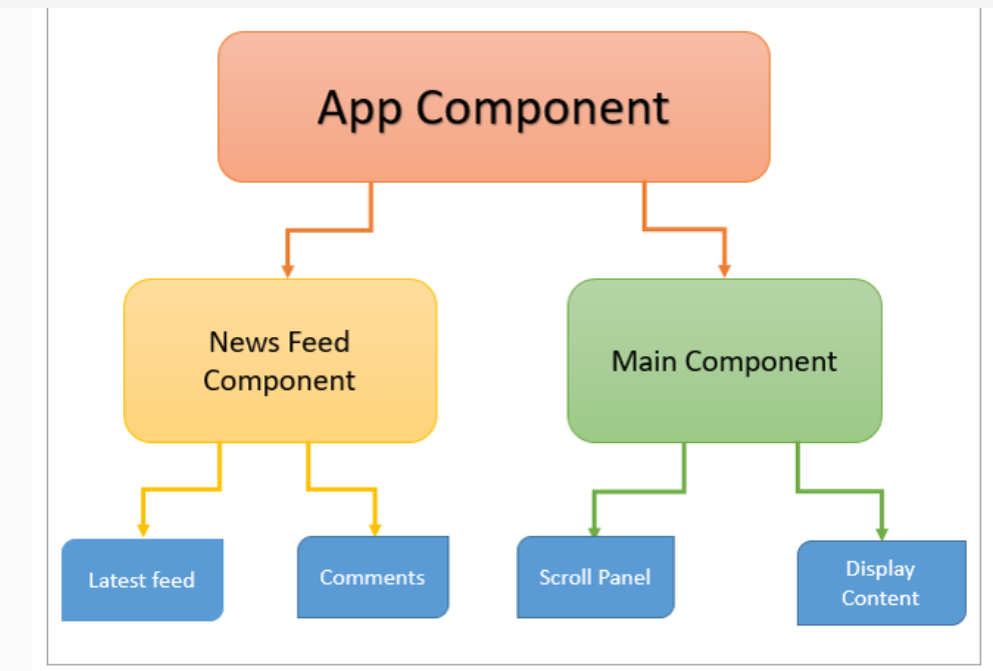 App Component
News Feed
Component
Main Component
Latest feed
Comments
Scroll Panel
Display
Content